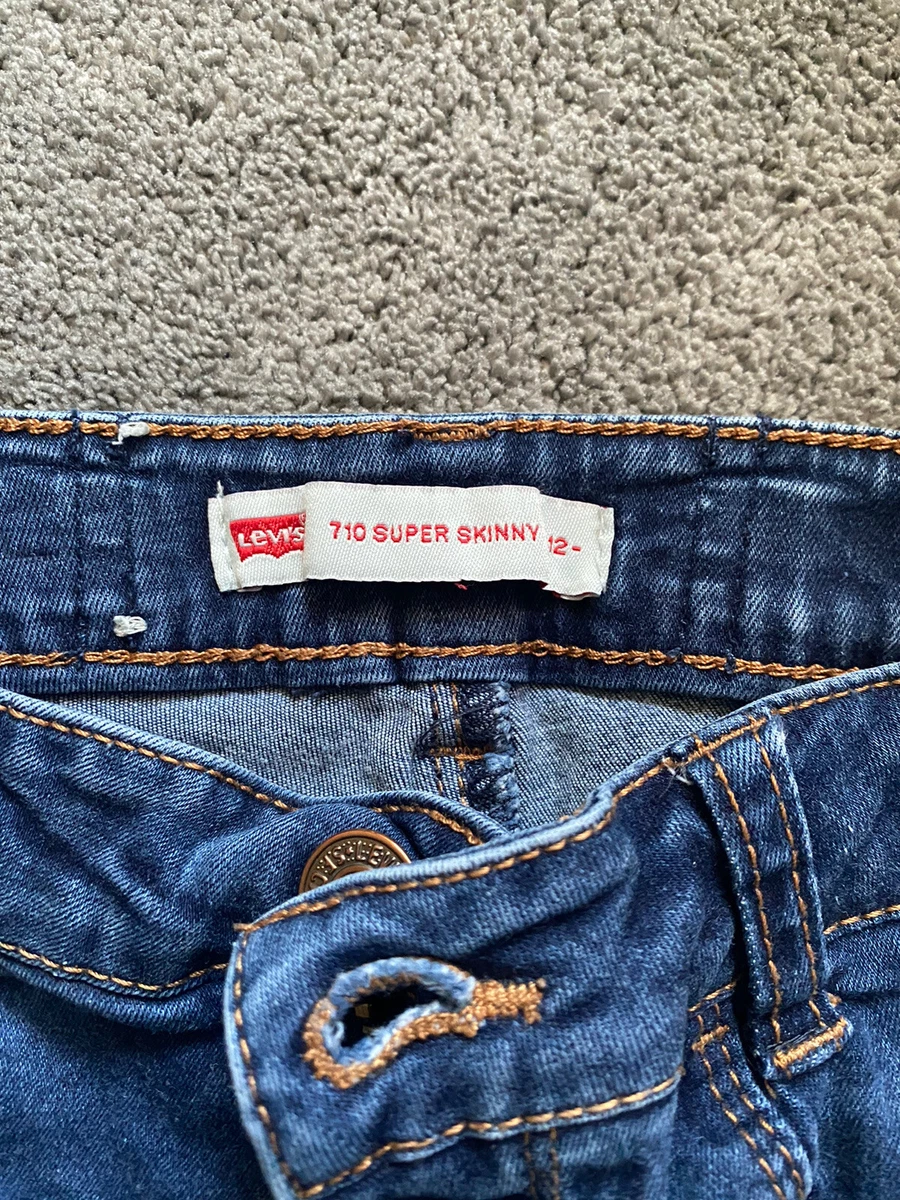 Levi's
710 SUPER SKINNY
12-